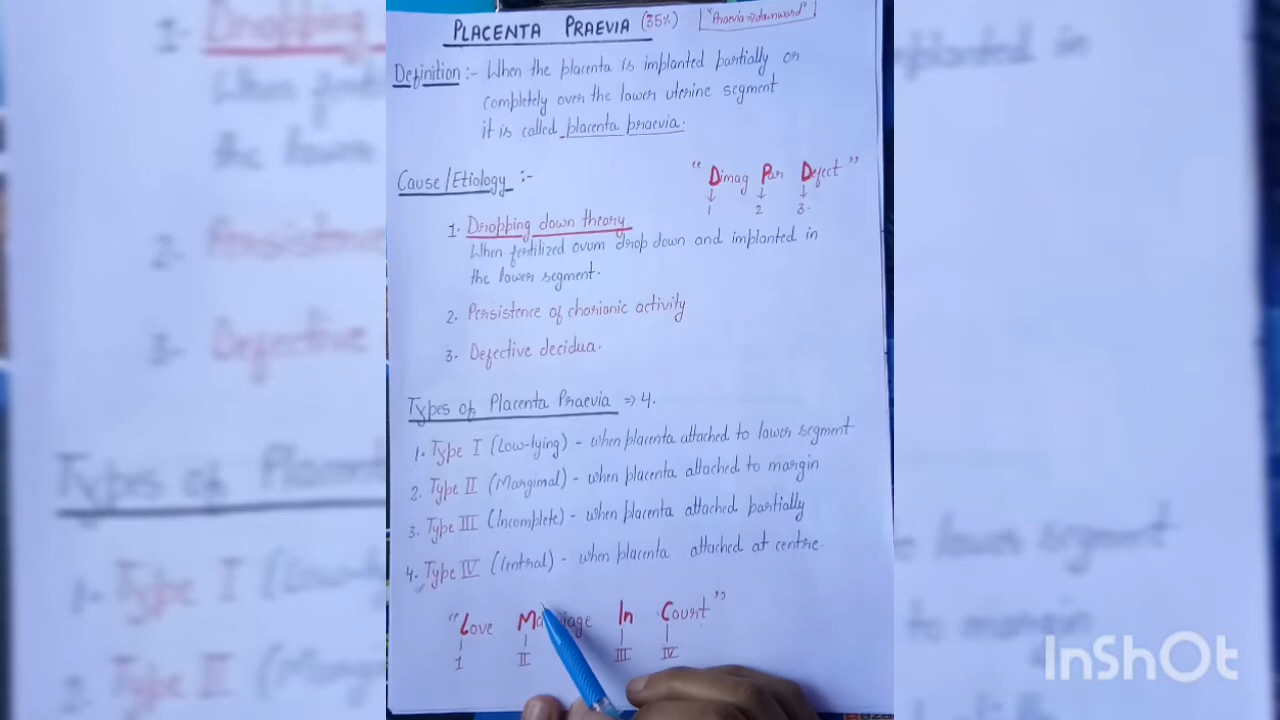 PLACENTA PRAEVIA (35%) "Praevia => downward"
Definition :- When the placenta is implanted partially or
completely over the lower uterine segment
it is called placenta praevia.
Cause/Etiology :-
"Dimag Par Defect"
1 2 3.
1. Dropping down theory
When fertilized ovum drop down and implanted in
the lower segment.
2. Persistence of chorionic activity
3. Defective decidua.
Types of Placenta Praevia => 4.
1. Type I (Low-lying) - when placenta attached to lower segment
2. Type II (Marginal) - when placenta attached to margin
3. Type III (Incomplete) - when placenta attached partially
4. Type IV (Central) - when placenta attached at centre.
"Love Marriage In Court"
1 II III IV
InShOt